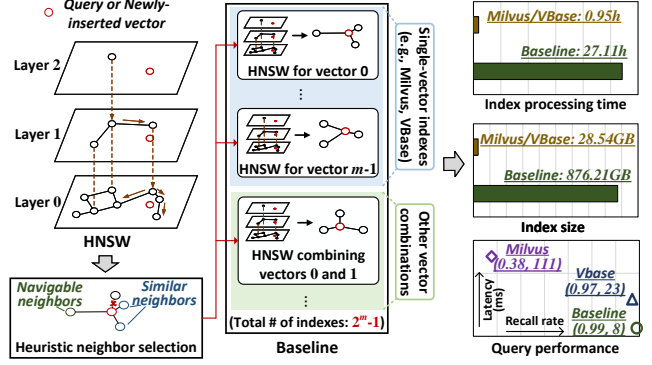 Query or Newly-
inserted vector
Layer 2
Layer 1
Layer 0
HNSW
Navigable
neighbors
Similar
neighbors
Heuristic neighbor selection
HNSW for vector 0
...
HNSW for vector m-1
...
HNSW combining
vectors 0 and 1
(Total # of indexes: 2^m-1)
Baseline
Single-vector indexes
(e.g., Milvus, VBase)
Other vector
combinations
Milvus/VBase: 0.95h
Baseline: 27.11h
Index processing time
Milvus/VBase: 28.54GB
Baseline: 876.21GB
Index size
Milvus
(0.38, 111)
Vbase
(0.97, 23)
Baseline
(0.99, 8)
Latency
(ms)
Recall rate
Query performance